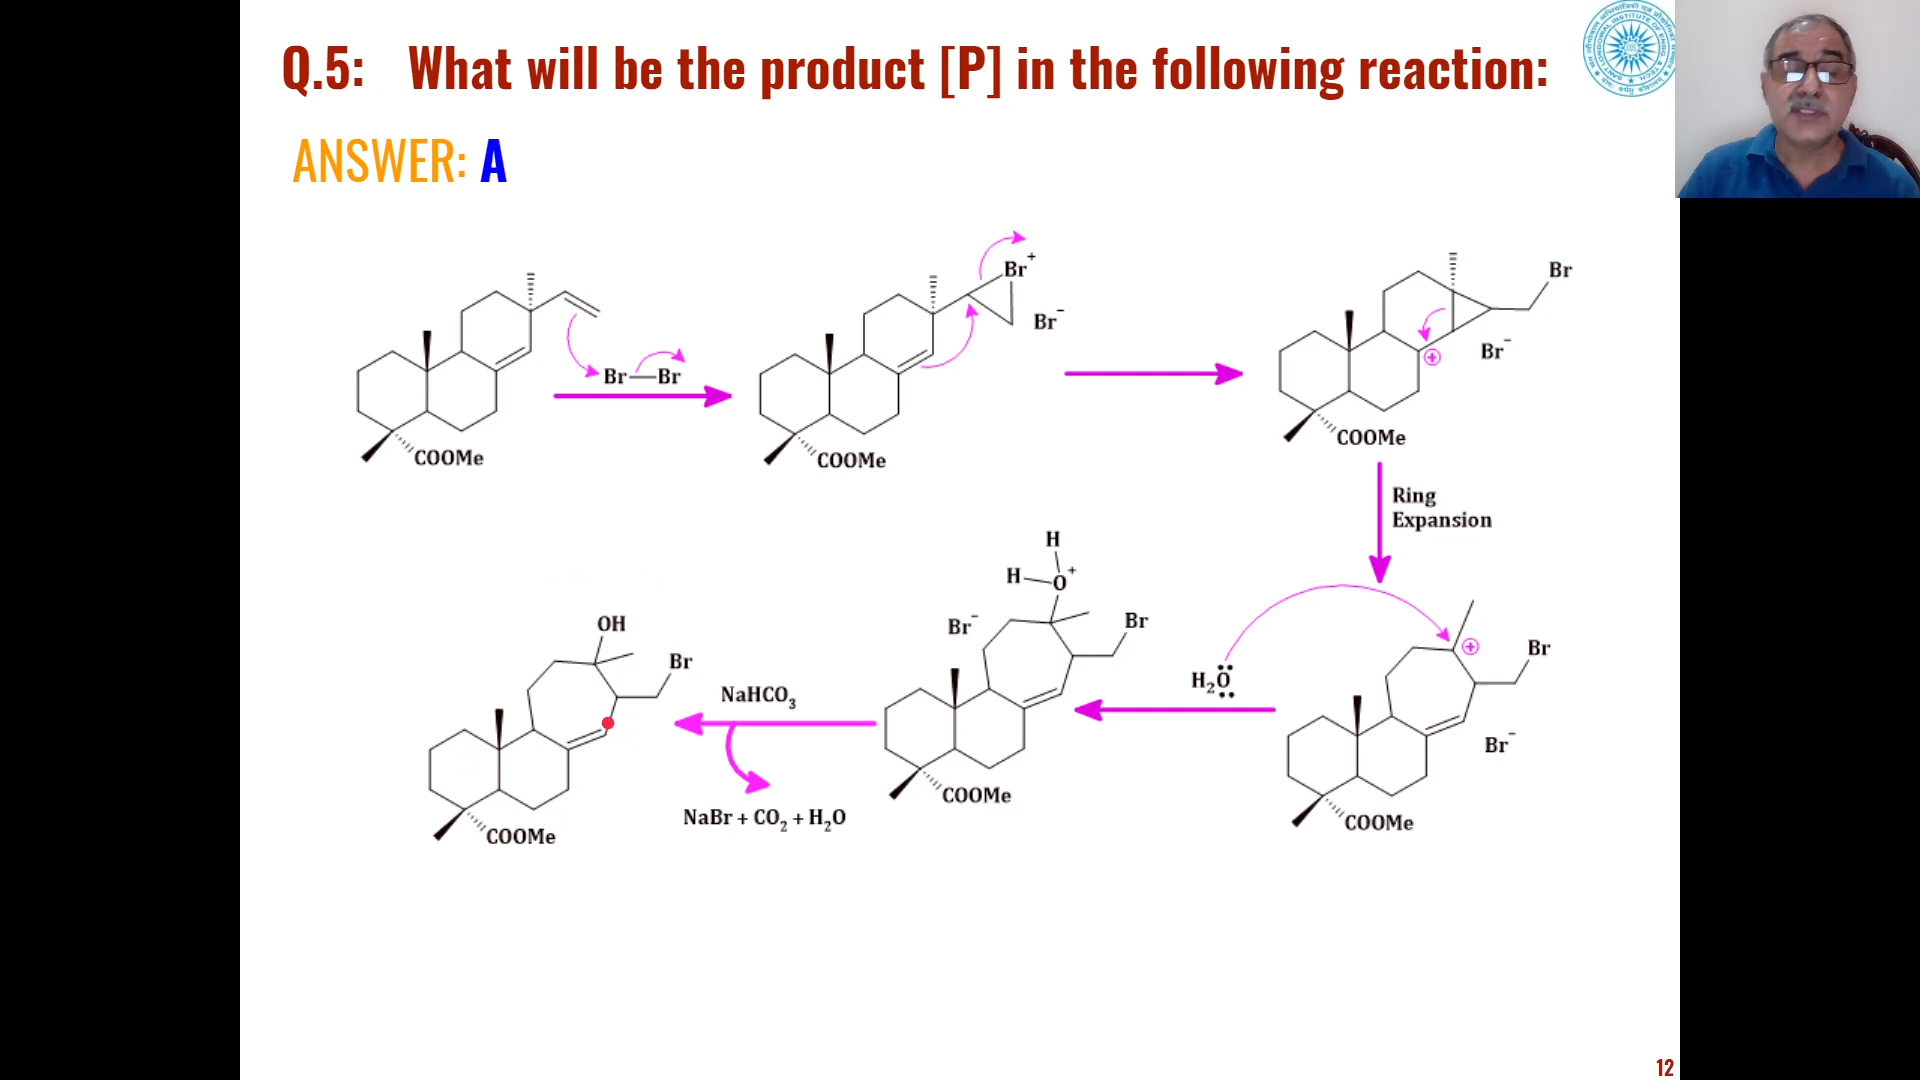 Q.5: What will be the product [P] in the following reaction:
ANSWER: A
Br—Br
COOMe
Br+
Br-
COOMe
Br
Br-
COOMe
Ring
Expansion
Br
Br-
COOMe
H2O
H
H O+
Br-
Br
COOMe
NaHCO3
NaBr + CO2 + H2O
OH
Br
COOMe
12